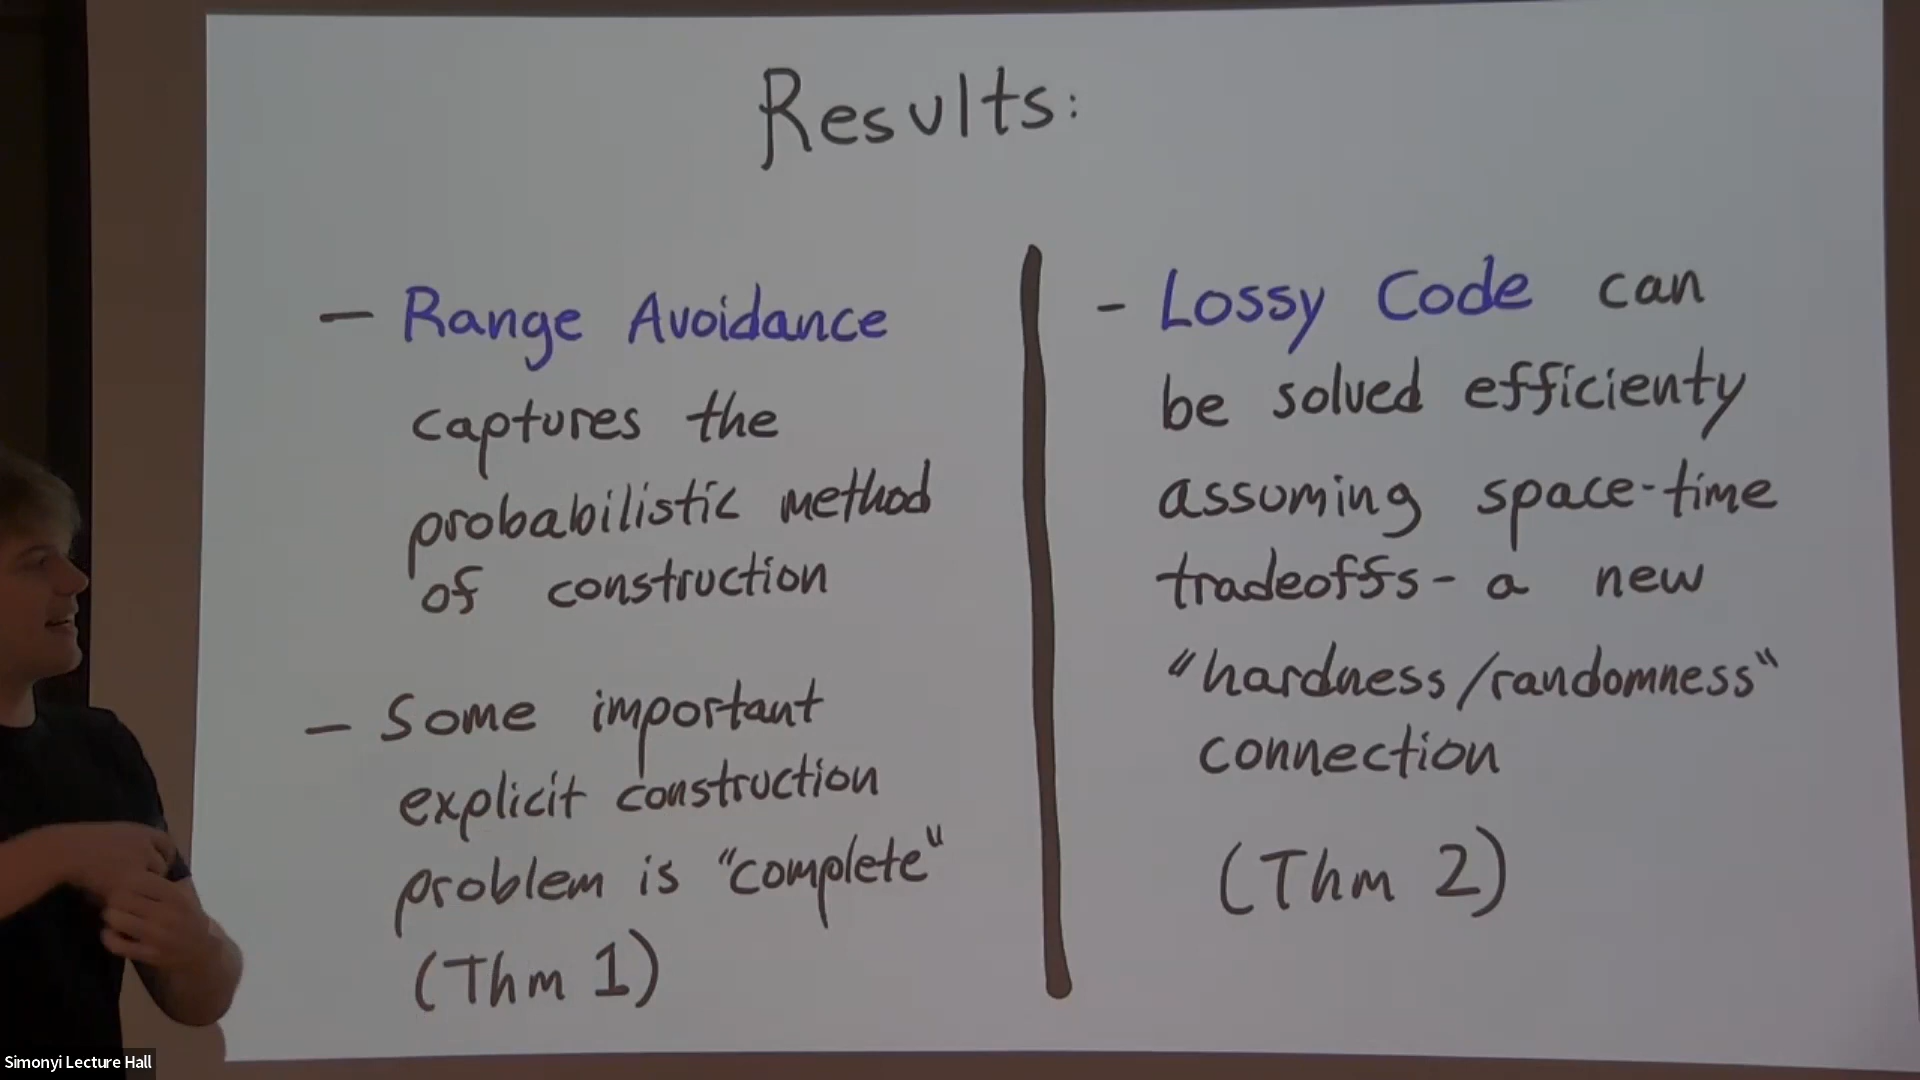 Results:
- Range Avoidance
captures the
probabilistic method
of construction
- Some important
explicit construction
problem is "complete"
(Thm 1)
- Lossy Code can
be solved efficienty
assuming space-time
tradeoffs - a new
"hardness/randomness"
connection
(Thm 2)
Simonyi Lecture Hall